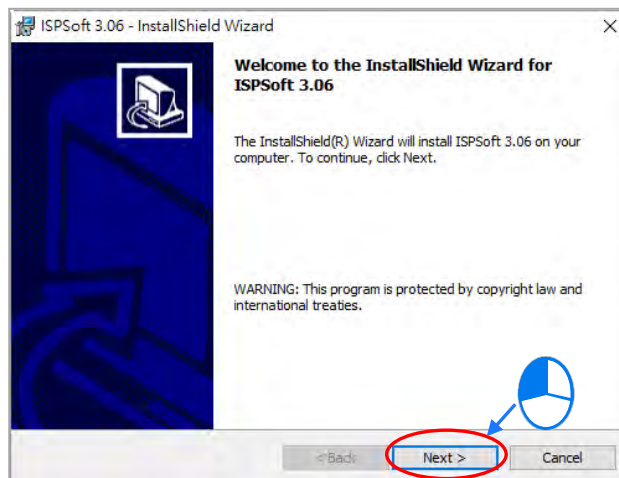 ISPSoft 3.06 - InstallShield Wizard
Welcome to the InstallShield Wizard for
ISPSoft 3.06
The InstallShield(R) Wizard will install ISPSoft 3.06 on your
computer. To continue, click Next.
WARNING: This program is protected by copyright law and
international treaties.
< Back
Next >
Cancel